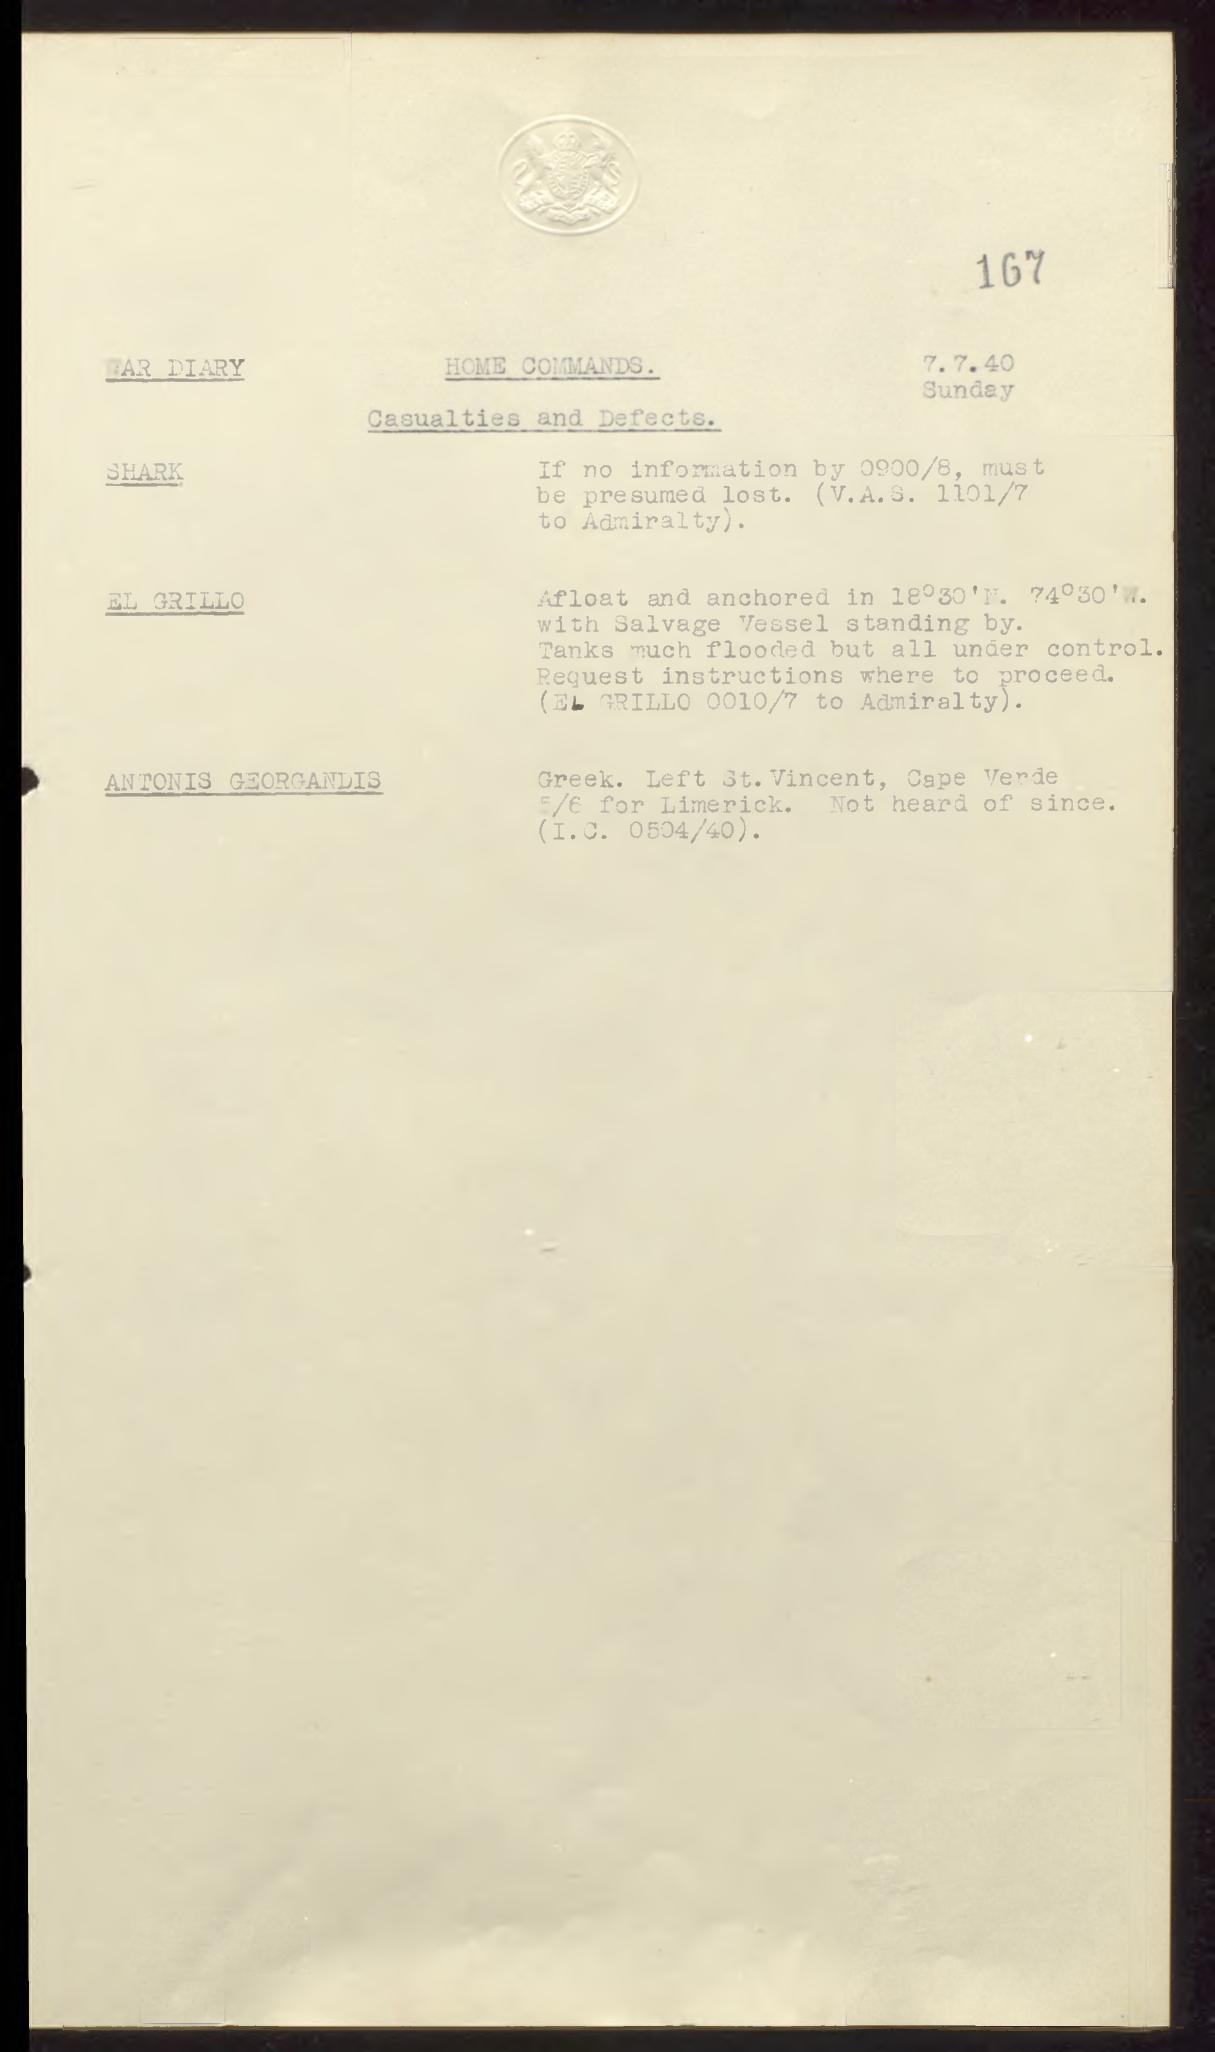 167
WAR DIARY HOME COMMANDS. 7.7.40
Sunday
Casualties and Defects.
SHARK If no information by 0900/8, must
be presumed lost. (V.A.S. 1101/7
to Admiralty).
EL GRILLO Afloat and anchored in 18°30'N. 74°30'W.
with Salvage Vessel standing by.
Tanks much flooded but all under control.
Request instructions where to proceed.
(EL GRILLO 0010/7 to Admiralty).
ANTONIS GEORGANDIS Greek. Left St.Vincent, Cape Verde
5/6 for Limerick. Not heard of since.
(I.C. 0504/40).